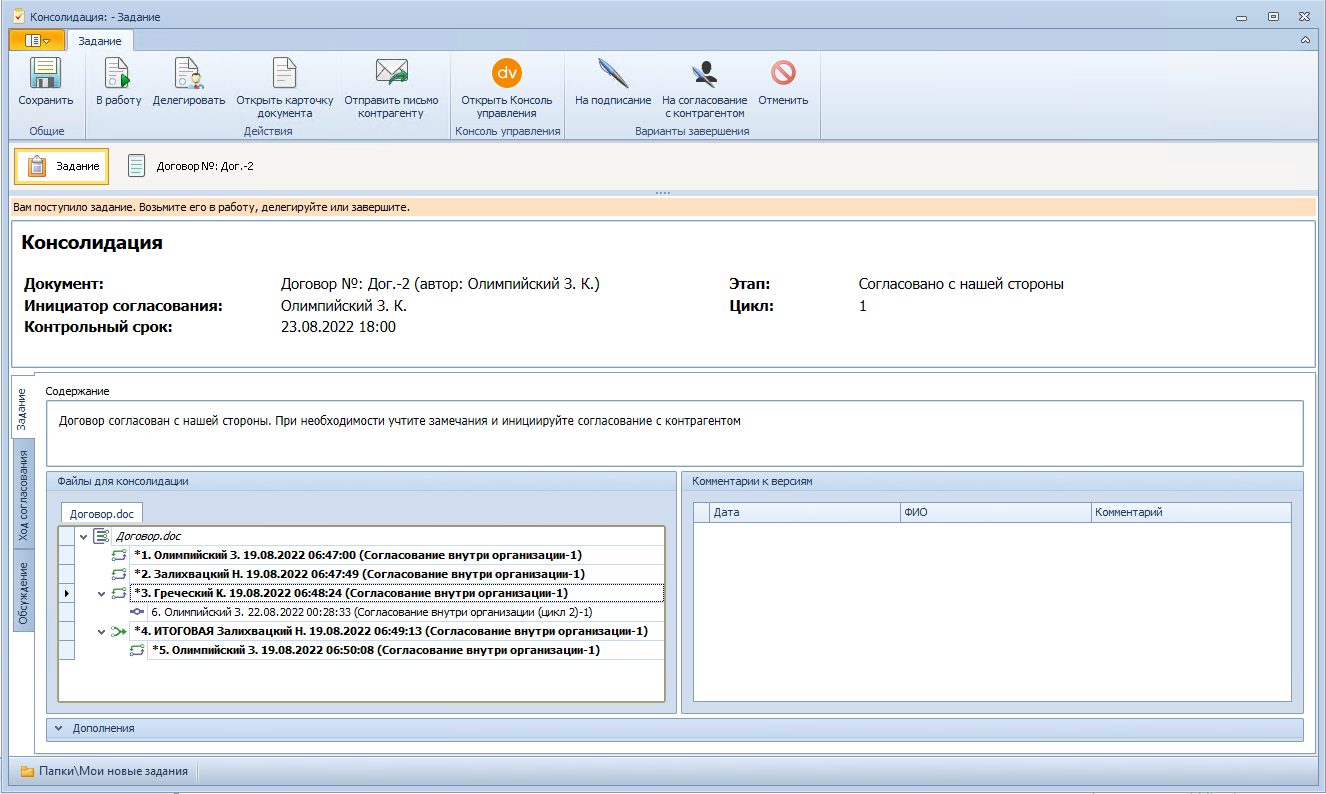 Консолидация: - Задание
Задание
Сохранить
В работу
Делегировать
Открыть карточку
документа
Отправить письмо
контрагенту
dv
Открыть Консоль
управления
На подписание
На согласование
с контрагентом
Отменить
Общие
Действия
Консоль управления
Варианты завершения
Задание
Договор №: Дог.-2
Вам поступило задание. Возьмите его в работу, делегируйте или завершите.
Консолидация
Документ: Договор №: Дог.-2 (автор: Олимпийский З. К.) Этап: Согласовано с нашей стороны
Инициатор согласования: Олимпийский З. К. Цикл: 1
Контрольный срок: 23.08.2022 18:00
Задание
Ход согласования
Обсуждение
Содержание
Договор согласован с нашей стороны. При необходимости учтите замечания и инициируйте согласование с контрагентом
Файлы для консолидации
Договор.doc
Договор.doc
*1. Олимпийский З. 19.08.2022 06:47:00 (Согласование внутри организации-1)
*2. Залихвацкий Н. 19.08.2022 06:47:49 (Согласование внутри организации-1)
*3. Греческий К. 19.08.2022 06:48:24 (Согласование внутри организации-1)
6. Олимпийский З. 22.08.2022 00:28:33 (Согласование внутри организации (цикл 2)-1)
*4. ИТОГОВАЯ Залихвацкий Н. 19.08.2022 06:49:13 (Согласование внутри организации-1)
*5. Олимпийский З. 19.08.2022 06:50:08 (Согласование внутри организации-1)
Комментарии к версиям
Дата ФИО Комментарий
Дополнения
Папки\Мои новые задания